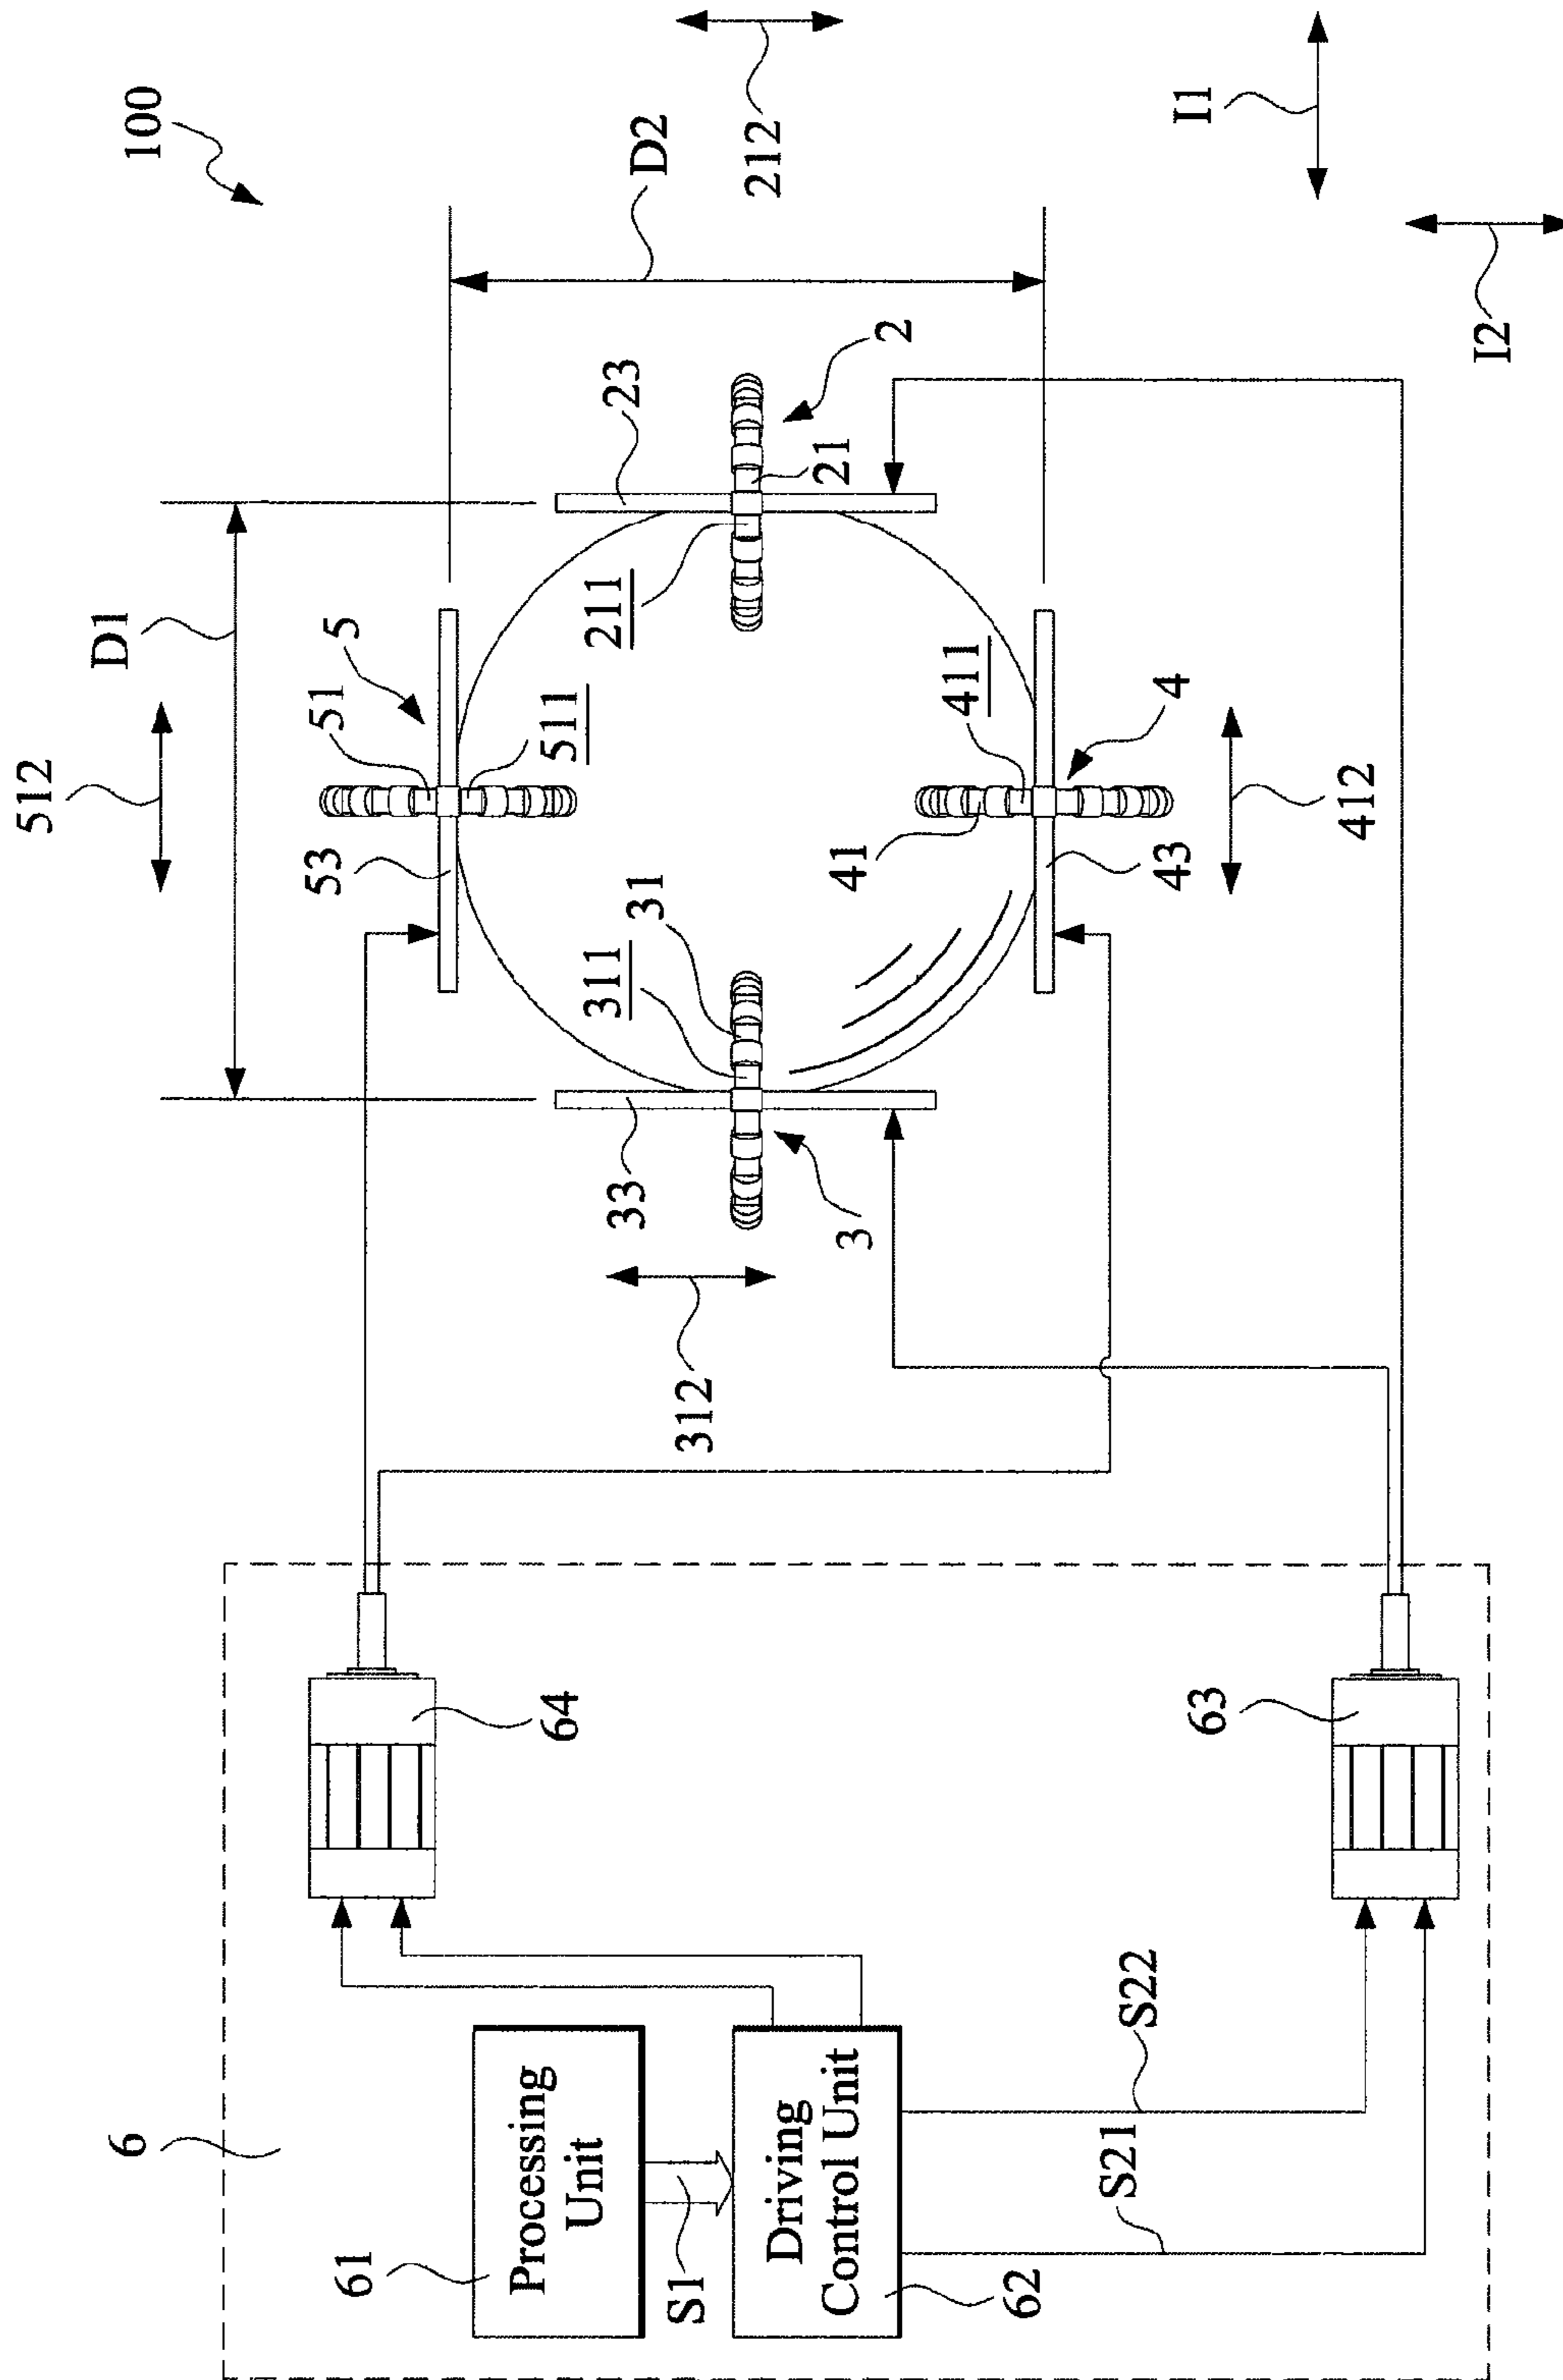 100
D2
212
I1
I2
512
D1
5
51
511
53
23
2
21
211
411
4
41
43
412
31
311
33
3
312
6
64
63
61
Processing
Unit
S1
Driving
Control Unit
62
S22
S21